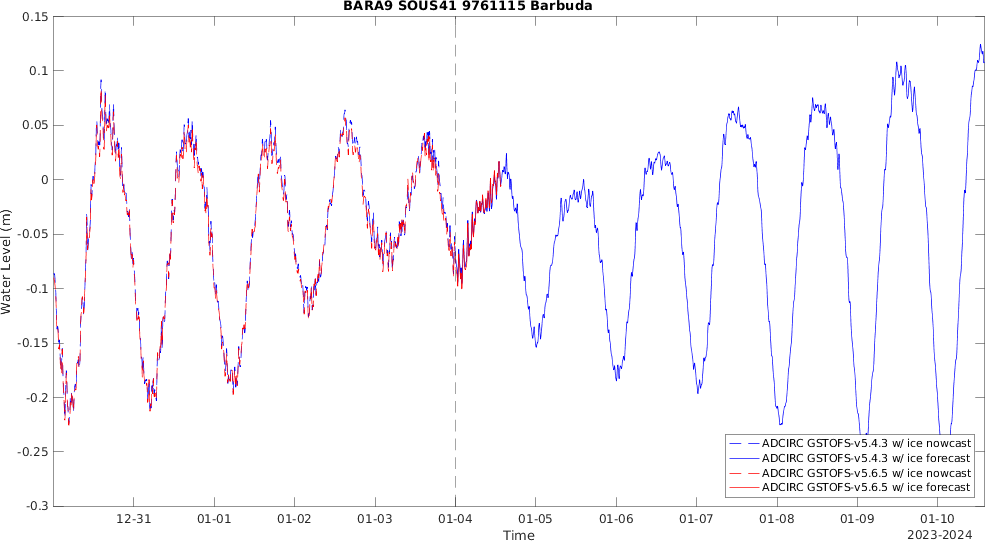 BARA9 SOUS41 9761115 Barbuda
0.15
0.1
0.05
0
-0.05
-0.1
-0.15
-0.2
-0.25
-0.3
Water Level (m)
12-31 01-01 01-02 01-03 01-04 01-05 01-06 01-07 01-08 01-09 01-10
Time
2023-2024
ADCIRC GSTOFS-v5.4.3 w/ ice nowcast
ADCIRC GSTOFS-v5.4.3 w/ ice forecast
ADCIRC GSTOFS-v5.6.5 w/ ice nowcast
ADCIRC GSTOFS-v5.6.5 w/ ice forecast